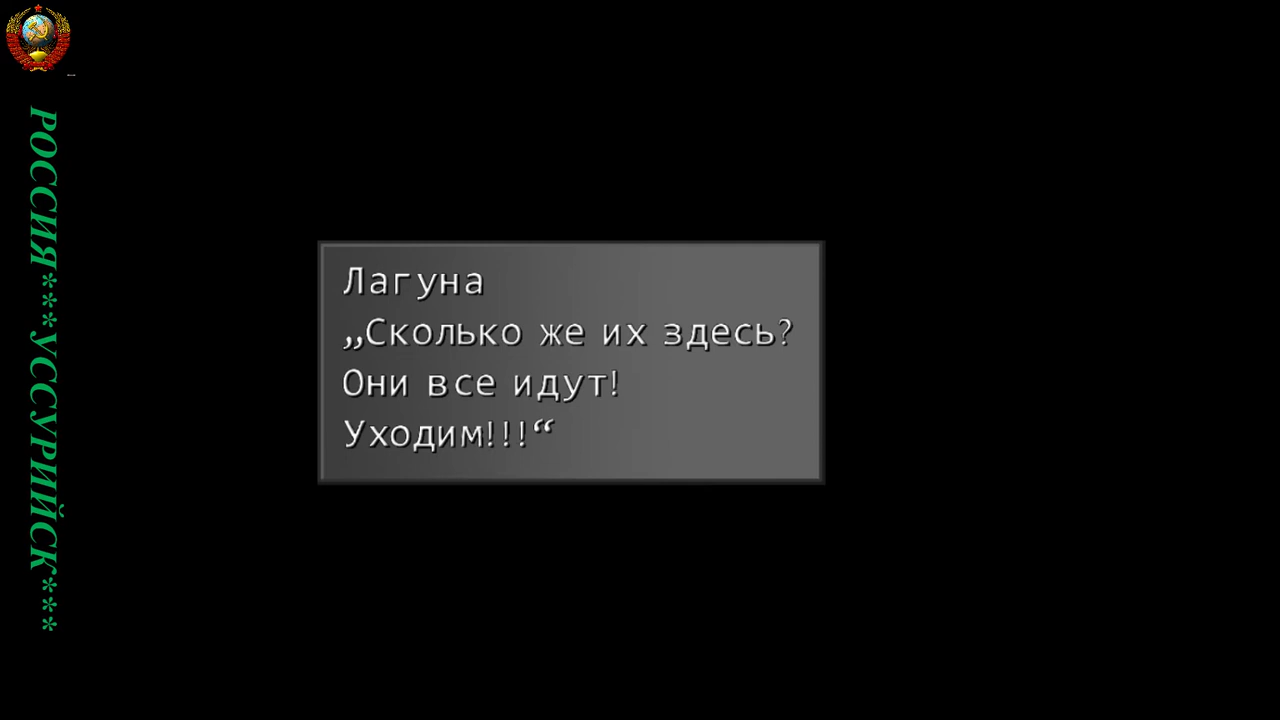 РОССИЯ***УССУРИЙСК***
Лагуна
„Сколько же их здесь?
Они все идут!
Уходим!!!“